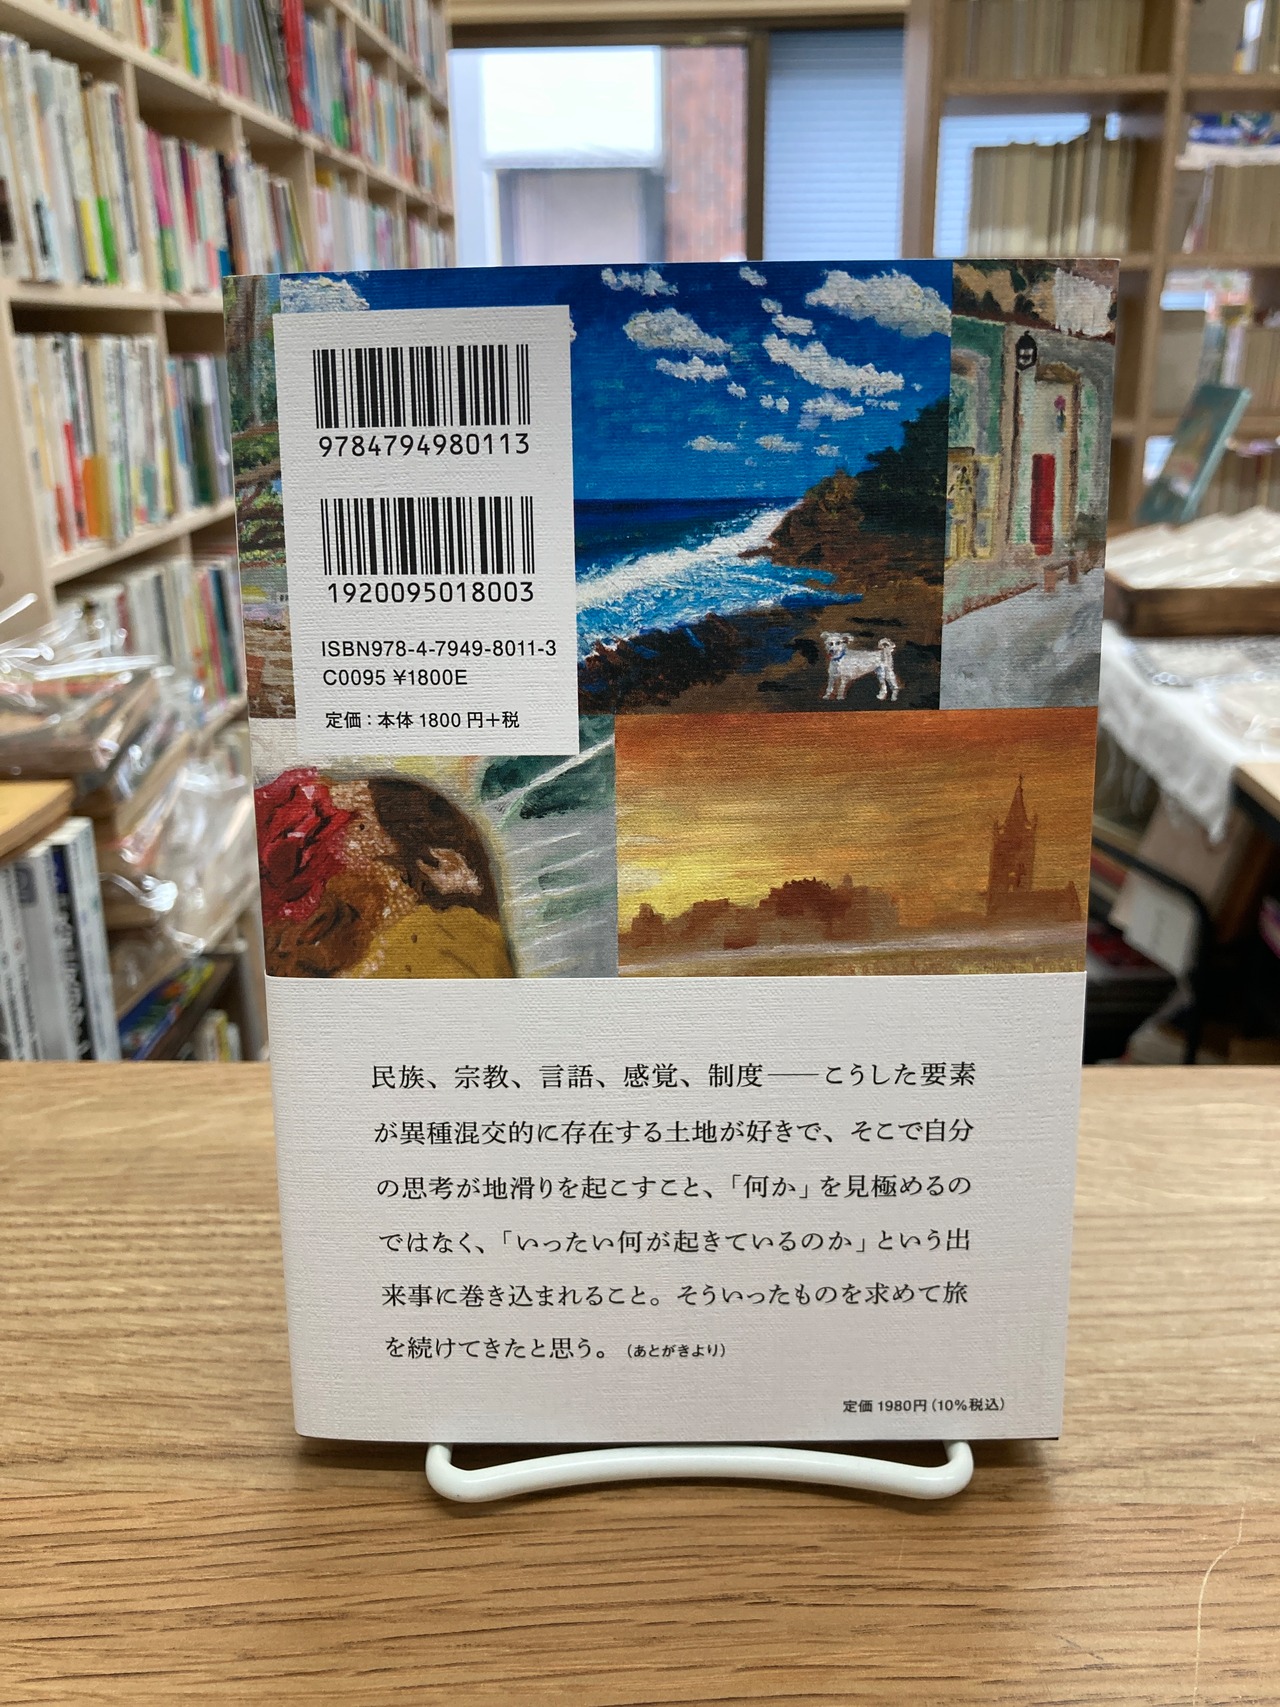 9784794980113
1920095018003
ISBN978-4-7949-8011-3
C0095 ¥1800E
定価：本体1800円+税
民族、宗教、言語、感覚、制度――こうした要素
が異種混交的に存在する土地が好きで、そこで自分
の思考が地滑りを起こすこと、「何か」を見極めるの
ではなく、「いったい何が起きているのか」という出
来事に巻き込まれること。そういったものを求めて旅
を続けてきたと思う。（あとがきより）
定価1980円（10%税込）